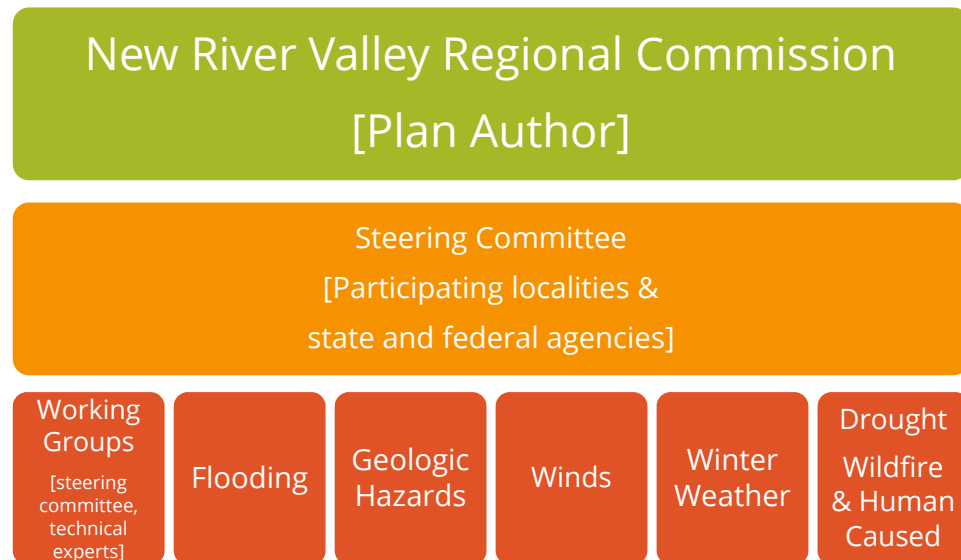 New River Valley Regional Commission
[Plan Author]
Steering Committee
[Participating localities &
state and federal agencies]
Working
Groups
[steering
committee,
technical
experts]
Flooding
Geologic
Hazards
Winds
Winter
Weather
Drought
Wildfire
& Human
Caused